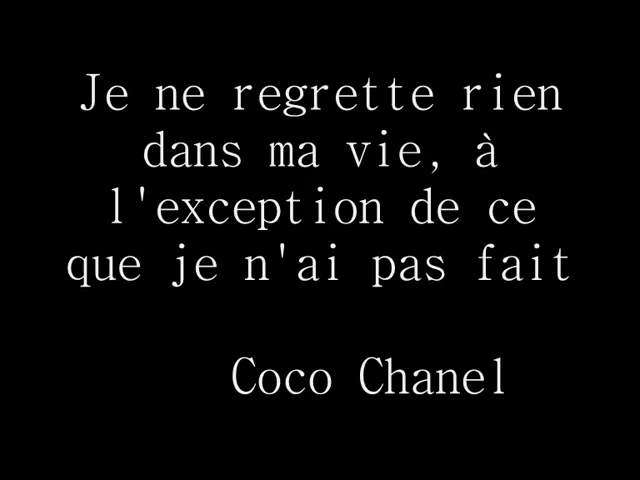 Je ne regrette rien
dans ma vie, à
l'exception de ce
que je n'ai pas fait
Coco Chanel